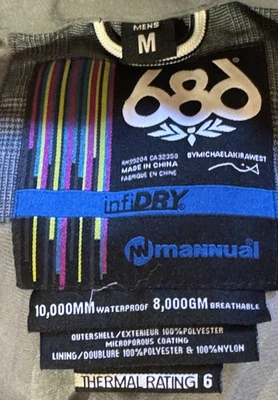 MENS
M
686
RN99204 CA32350
MADE IN CHINA
FABRIQUE EN CHINE
BYMICHAELAKIRAWEST
infiDRY
mannual
10,000MM WATERPROOF 8,000GM BREATHABLE
OUTERSHELL/EXTERIEUR 100%POLYESTER
MICROPOROUS COATING
LINING/DOUBLURE 100%POLYESTER&100%NYLON
THERMAL RATING 6